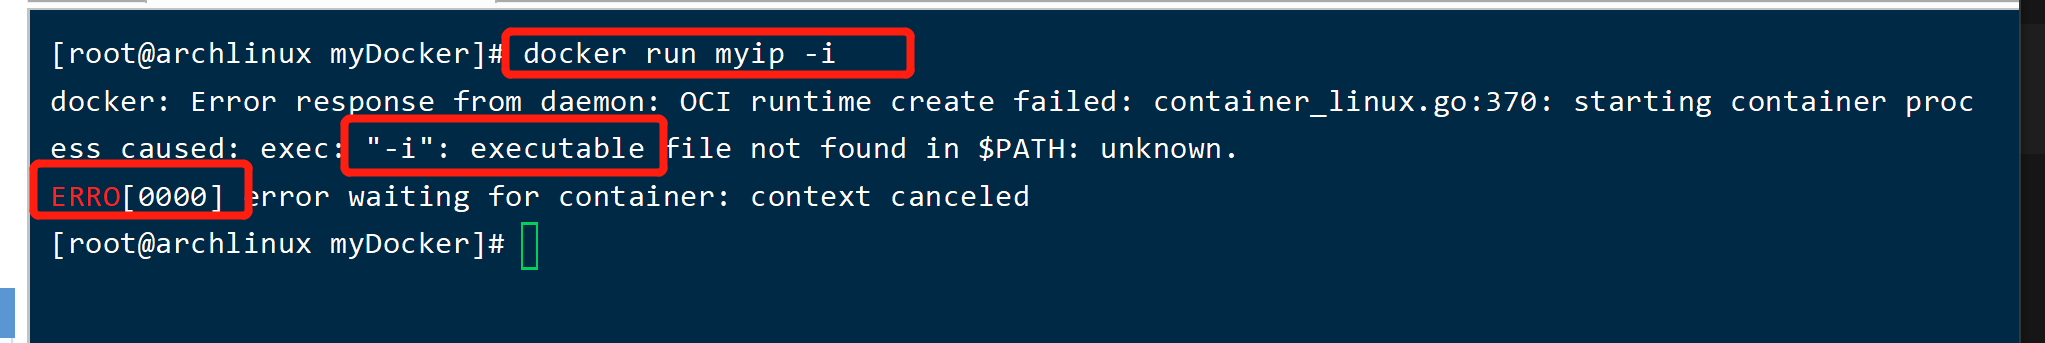 [root@archlinux myDocker]# docker run myip -i
docker: Error response from daemon: OCI runtime create failed: container_linux.go:370: starting container proc
ess caused: exec: "-i": executable file not found in $PATH: unknown.
ERRO[0000] error waiting for container: context canceled
[root@archlinux myDocker]#